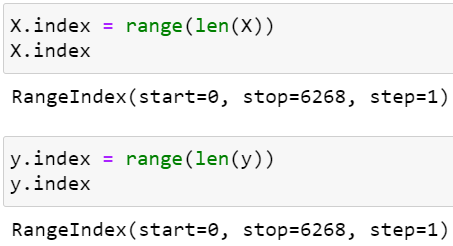 X.index = range(len(X))
X.index
RangeIndex(start=0, stop=6268, step=1)
y.index = range(len(y))
y.index
RangeIndex(start=0, stop=6268, step=1)